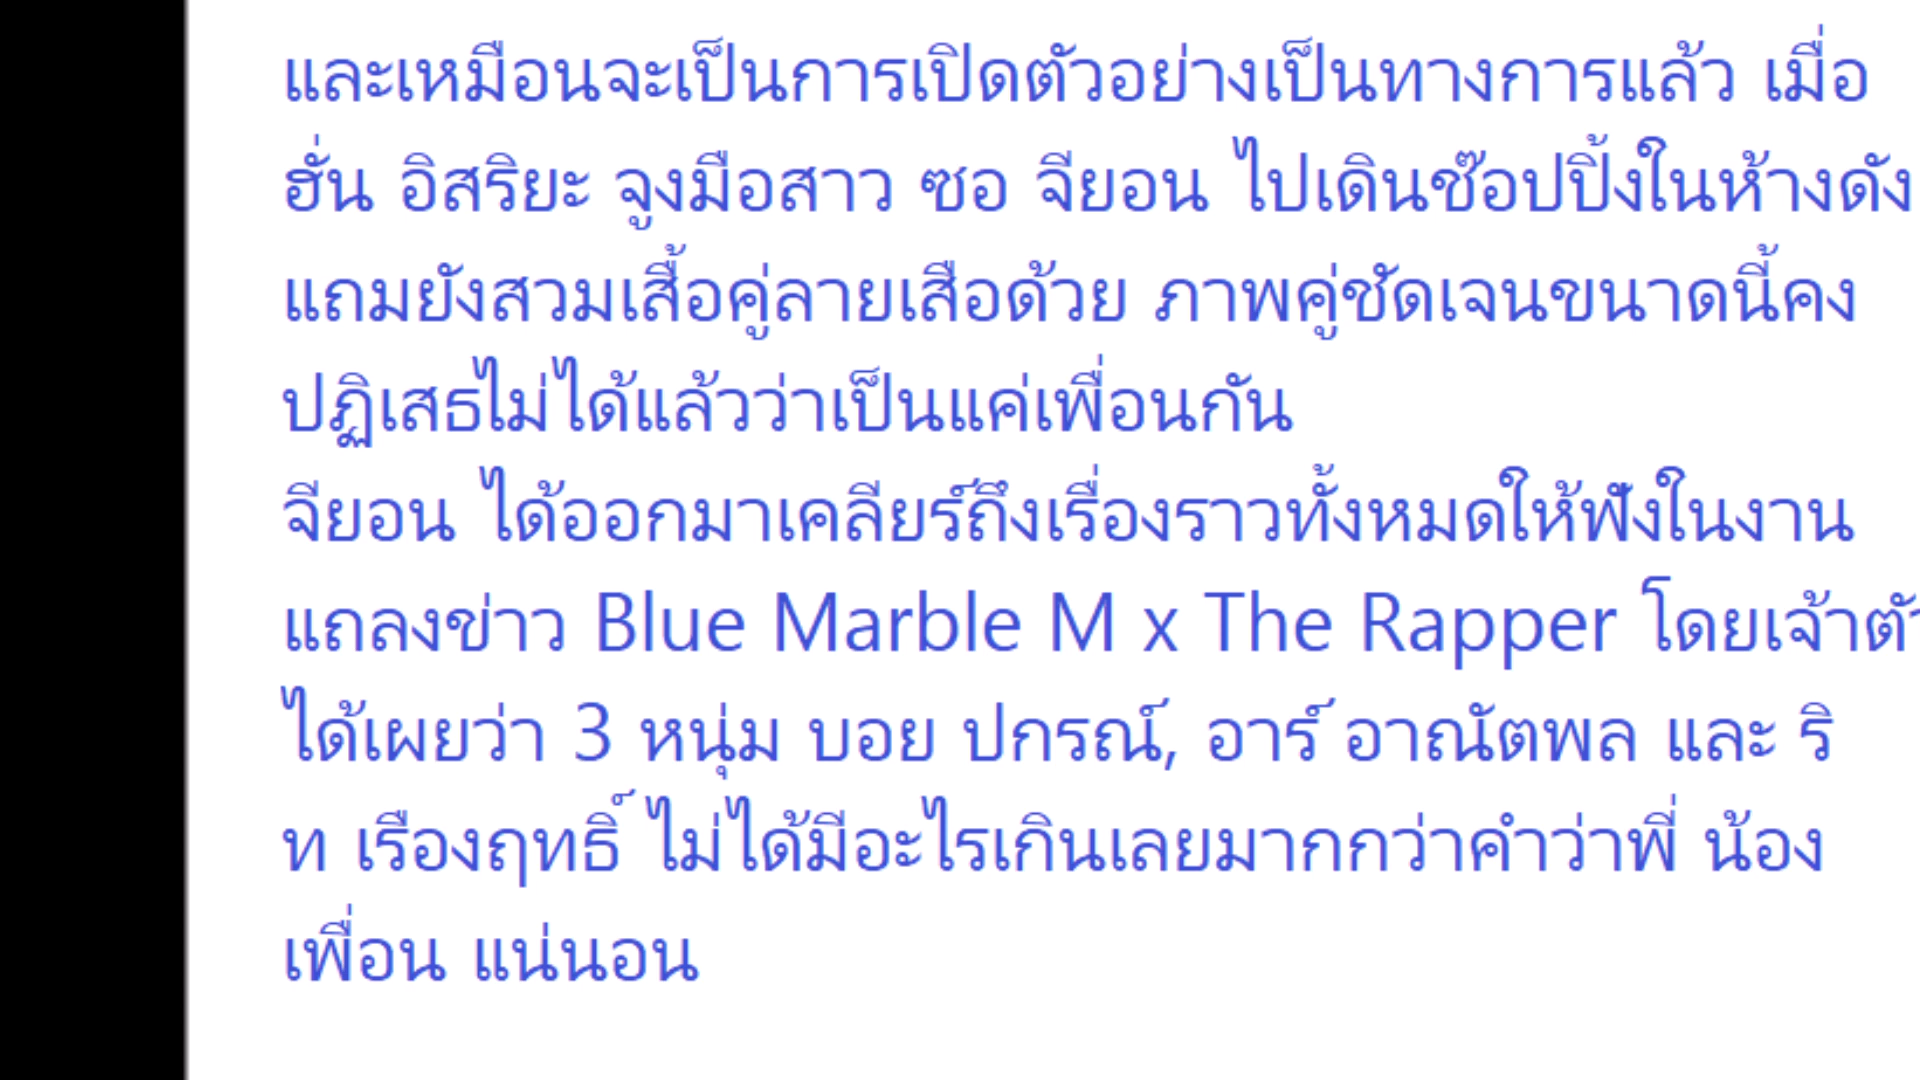 และเหมือนจะเป็นการเปิดตัวอย่างเป็นทางการแล้ว เมื่อ
ฮั่น อิสริยะ จูงมือสาว ซอ จียอน ไปเดินช๊อปปิ้งในห้างดัง
แถมยังสวมเสื้อคู่ลายเสือด้วย ภาพคู่ชัดเจนขนาดนี้คง
ปฏิเสธไม่ได้แล้วว่าเป็นแค่เพื่อนกัน
จียอน ได้ออกมาเคลียร์ถึงเรื่องราวทั้งหมดให้ฟังในงาน
แถลงข่าว Blue Marble M x The Rapper โดยเจ้าตัว
ได้เผยว่า 3 หนุ่ม บอย ปกรณ์, อาร์ อาณัตพล และ ริ
ท เรืองฤทธิ์ ไม่ได้มีอะไรเกินเลยมากกว่าคำว่าพี่ น้อง
เพื่อน แน่นอน